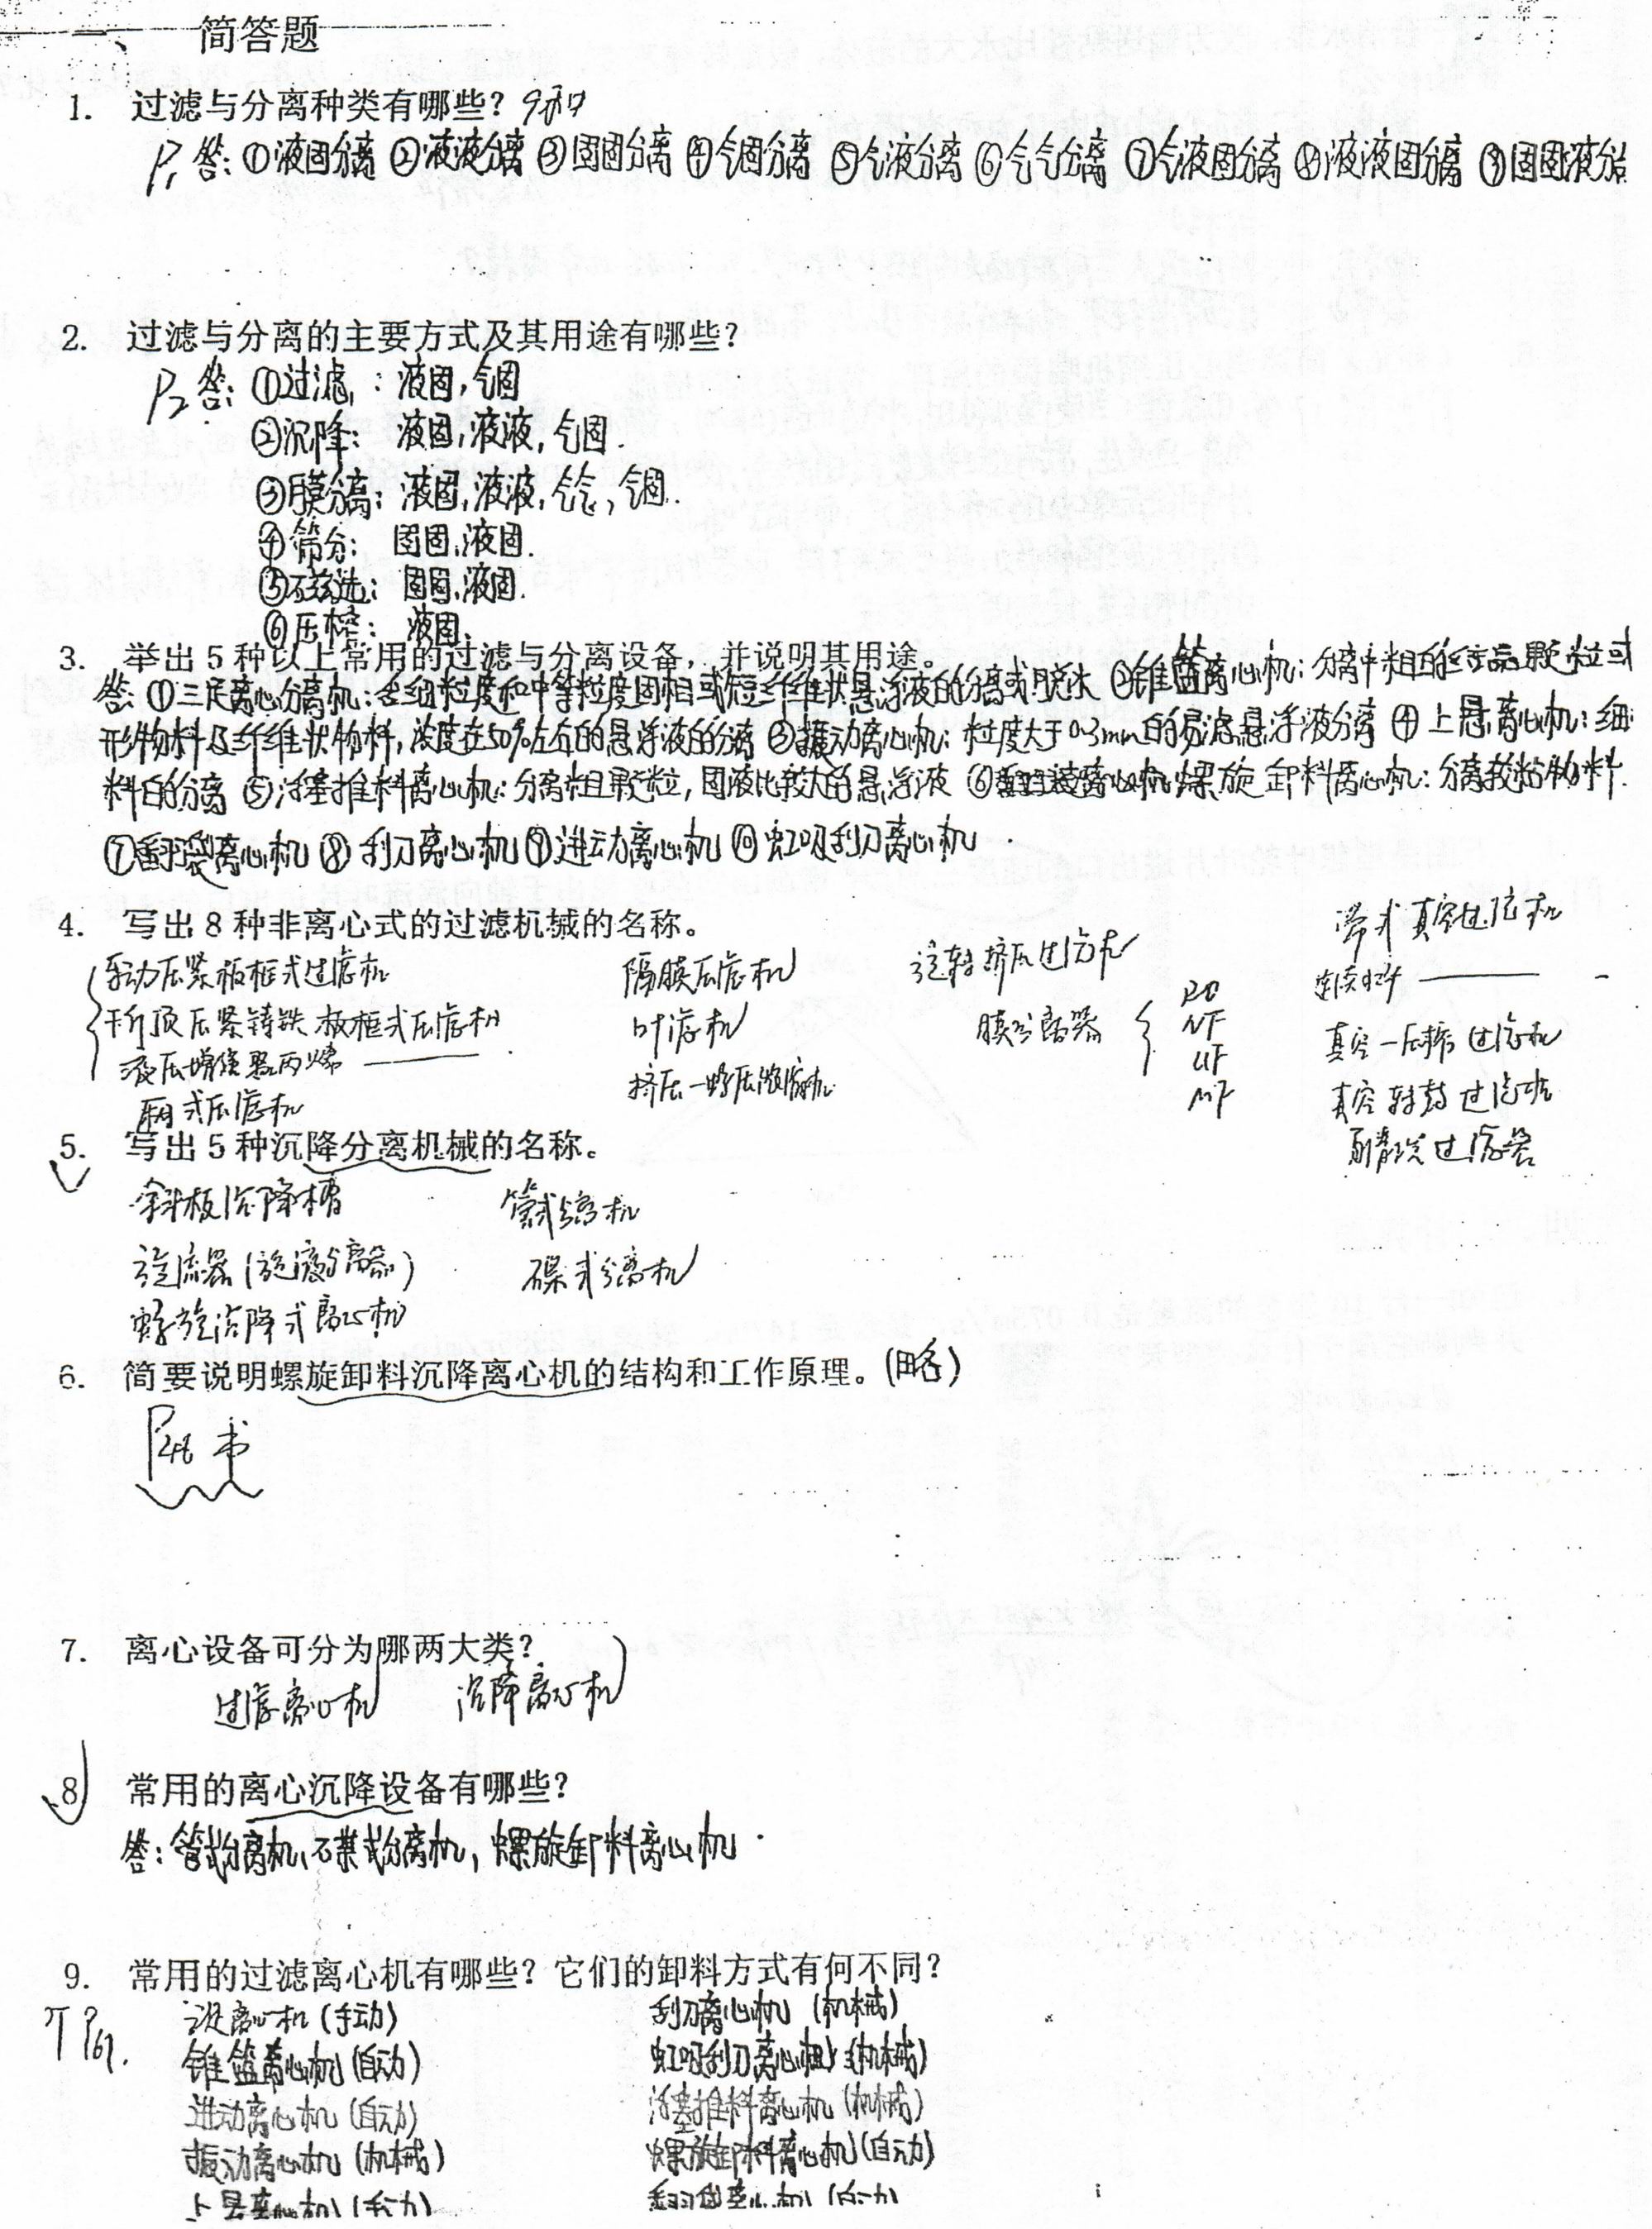 一、 简答题
1. 过滤与分离种类有哪些？9种
P1 答：①液固分离 ②液液分离 ③固固分离 ④气固分离 ⑤气液分离 ⑥气气分离 ⑦气液固分离 ⑧液液固分离 ⑨固固液分离
2. 过滤与分离的主要方式及其用途有哪些？
P2 答：①过滤：液固，气固
②沉降：液固，液液，气固．
③膜分离：液固，液液，气气，气固．
④筛分：固固，液固．
⑤磁选：固固，液固．
⑥压榨：液固．
3. 举出5种以上常用的过滤与分离设备，并说明其用途。
答：①三足离心分离机：含细粒度和中等粒度固相或短纤维状悬浮液的分离或脱水 ②锥篮离心机：分离中粗的结晶颗粒或
形物料及纤维状物料，浓度在50%左右的悬浮液的分离 ③振动离心机：粒度大于0.3mm的易滤悬浮液分离 ④上悬离心机：细
料的分离 ⑤活塞推料离心机：分离粗颗粒，固液比较大的悬浮液 ⑥螺旋卸料离心机：分离较粘物料．
⑦翻袋离心机 ⑧刮刀离心机 ⑨进动离心机 ⑩虹吸刮刀离心机．
4. 写出8种非离心式的过滤机械的名称。
手动压紧板框式过滤机 隔膜压滤机 旋转挤压过滤机 带式真空过滤机
千斤顶压紧铸铁板框式压滤机 叶滤机 膜分离器 { RO NF UF MF 连续水平 ——
液压增强聚丙烯 —— 挤压一 真空一压榨过滤机
厢式压滤机 真空转鼓过滤机
过滤器
5. 写出5种沉降分离机械的名称。
斜板沉降槽 管式分离机
旋流器（旋液分离器） 碟式分离机
螺旋沉降式离心机
6. 简要说明螺旋卸料沉降离心机的结构和工作原理。（略）
P48 书
7. 离心设备可分为哪两大类？
过滤离心机 沉降离心机
8 常用的离心沉降设备有哪些？
答：管式分离机、碟式分离机，螺旋卸料离心机．
9. 常用的过滤离心机有哪些？它们的卸料方式有何不同？
三足离心机（手动） 刮刀离心机（机械）
锥篮离心机（自动） 虹吸刮刀离心机（机械）
进动离心机（自动） 活塞推料离心机（机械）
振动离心机（机械） 螺旋卸料离心机（自动）
上悬离心机（手动） 翻袋离心机（自动）